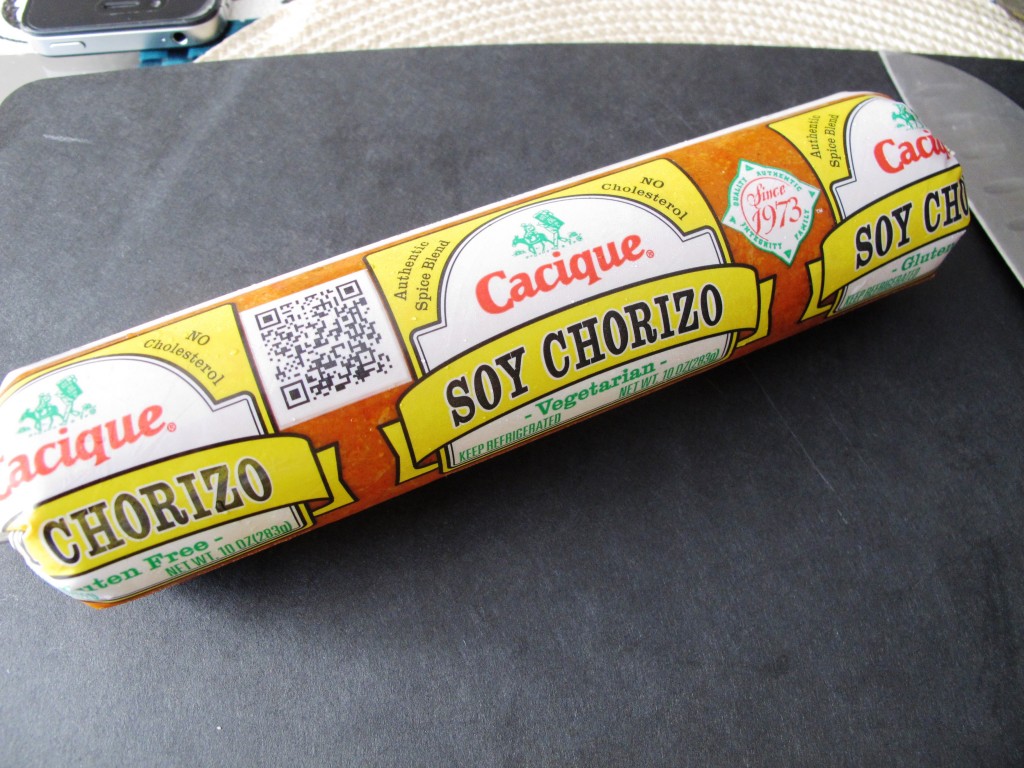 NO
Cholesterol
Cacique®
CHORIZO
Gluten Free -
NET WT. 10 OZ(283g)
Authentic
Spice Blend
NO
Cholesterol
Cacique®
SOY CHORIZO
- Vegetarian -
NET WT. 10 OZ(283g)
KEEP REFRIGERATED
QUALITY AUTHENTIC
Since
1973
INTEGRITY FAMILY
Authentic
Spice Blend
Caciq
SOY CHO
- Gluten
KEEP REFRIGERATED